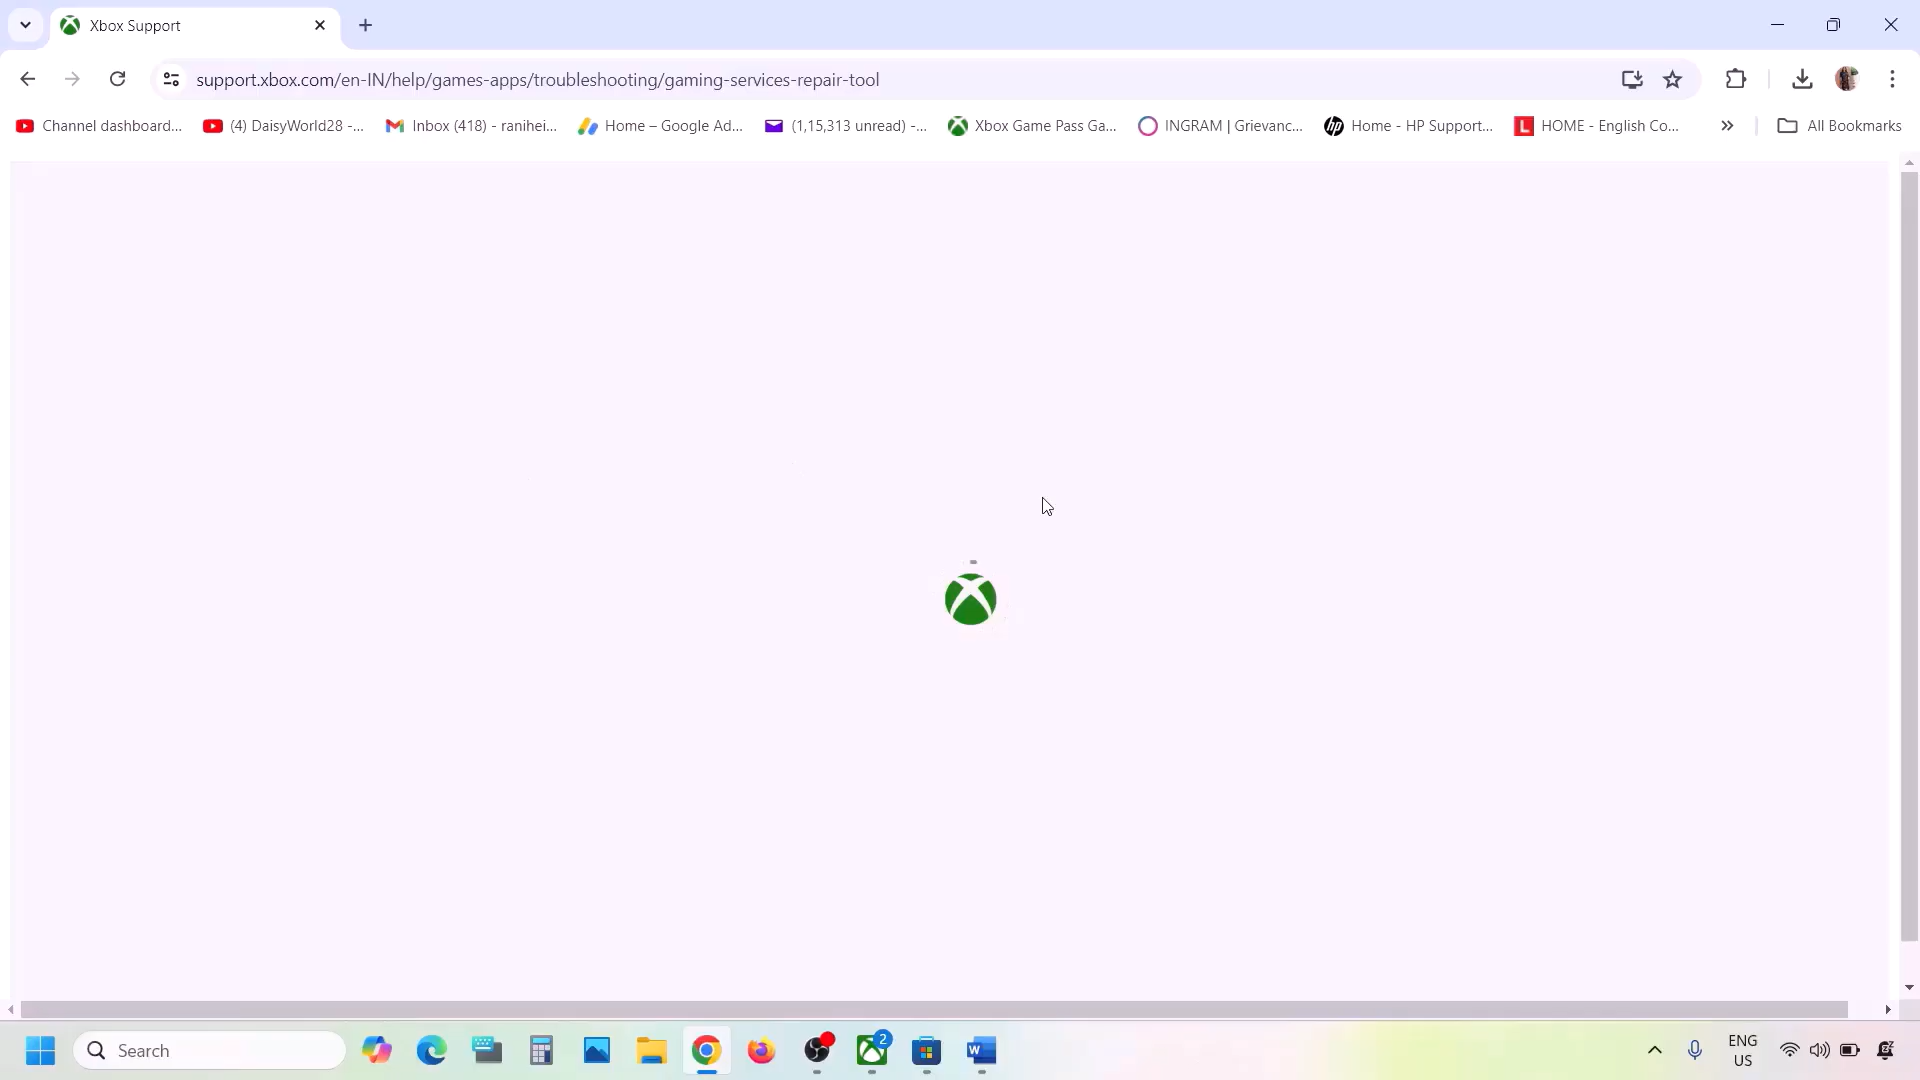 Xbox Support
support.xbox.com/en-IN/help/games-apps/troubleshooting/gaming-services-repair-tool
Channel dashboard... (4) DaisyWorld28 -... Inbox (418) - ranihei... Home – Google Ad... (1,15,313 unread) -... Xbox Game Pass Ga... INGRAM | Grievanc... Home - HP Support... HOME - English Co... All Bookmarks
Search 2 ENG
US